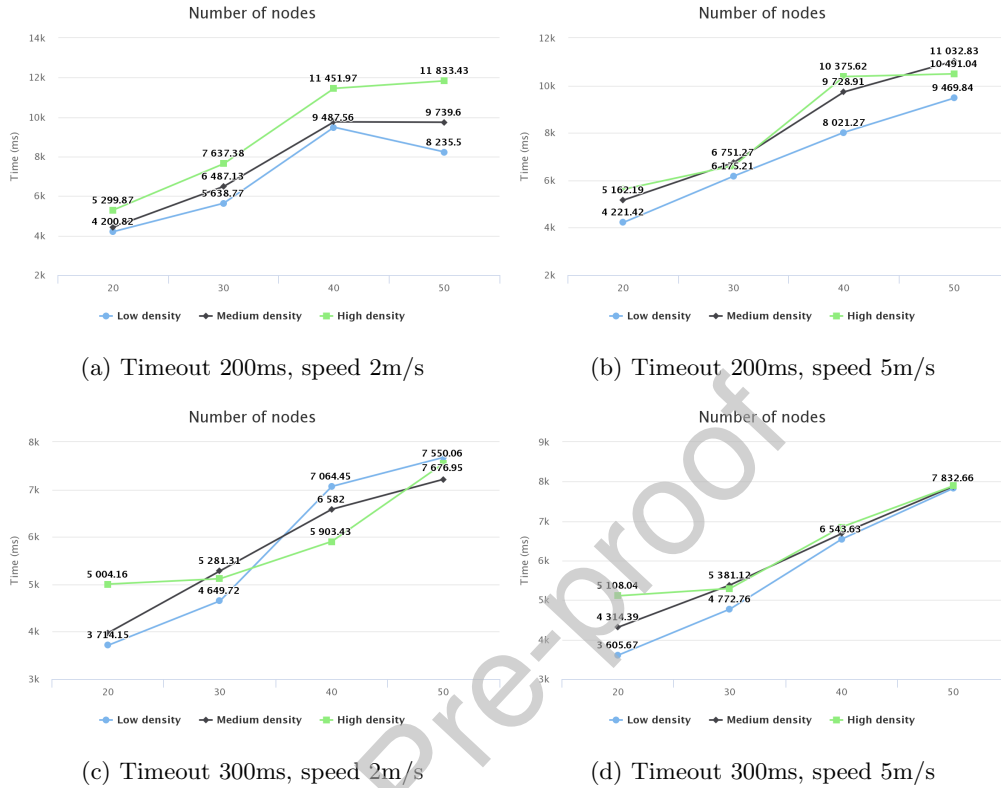 Number of nodes
14k
12k
10k
8k
6k
4k
2k
Time (ms)
5 299.87
4 200.82
7 637.38
6 487.13
5 638.77
11 451.97
9 487.56
11 833.43
9 739.6
8 235.5
20 30 40 50
Low density Medium density High density
(a) Timeout 200ms, speed 2m/s
Number of nodes
12k
10k
8k
6k
4k
2k
Time (ms)
5 162.19
4 221.42
6 751.27
6 175.21
10 375.62
9 728.91
8 021.27
11 032.83
10 491.04
9 469.84
20 30 40 50
Low density Medium density High density
(b) Timeout 200ms, speed 5m/s
Number of nodes
8k
7k
6k
5k
4k
3k
Time (ms)
5 004.16
3 714.15
5 281.31
4 649.72
7 064.45
6 582
5 903.43
7 550.06
7 676.95
20 30 40 50
Low density Medium density High density
(c) Timeout 300ms, speed 2m/s
Number of nodes
9k
8k
7k
6k
5k
4k
3k
Time (ms)
5 108.04
4 314.39
3 605.67
5 381.12
4 772.76
6 543.63
7 832.66
20 30 40 50
Low density Medium density High density
(d) Timeout 300ms, speed 5m/s
Pre-proof